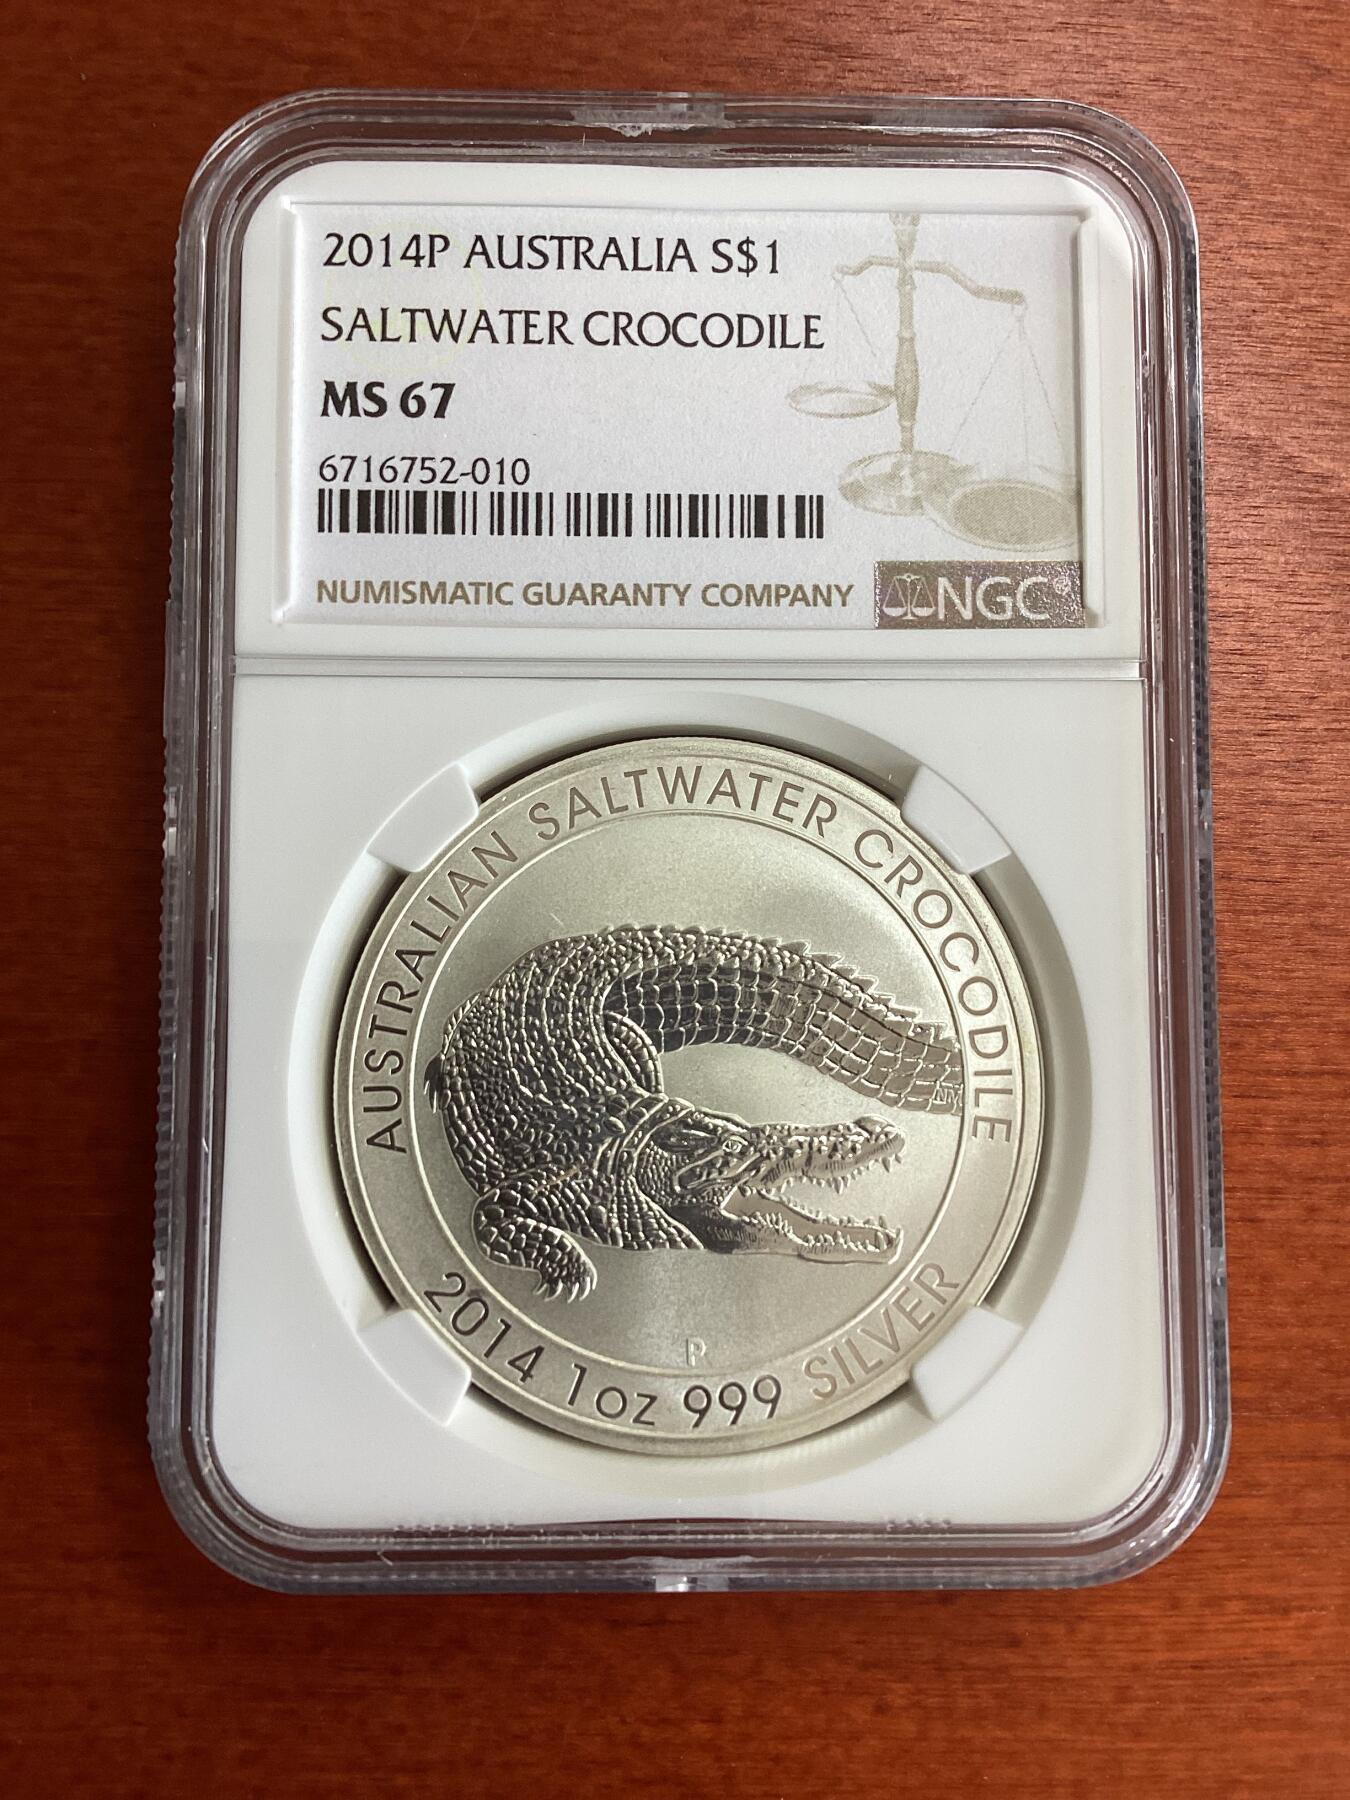 2014P AUSTRALIA S$1
SALTWATER CROCODILE
MS 67
6716752-010
NUMISMATIC GUARANTY COMPANY
NGC®
AUSTRALIAN SALTWATER CROCODILE
NM
P
2014 1oz 999 SILVER